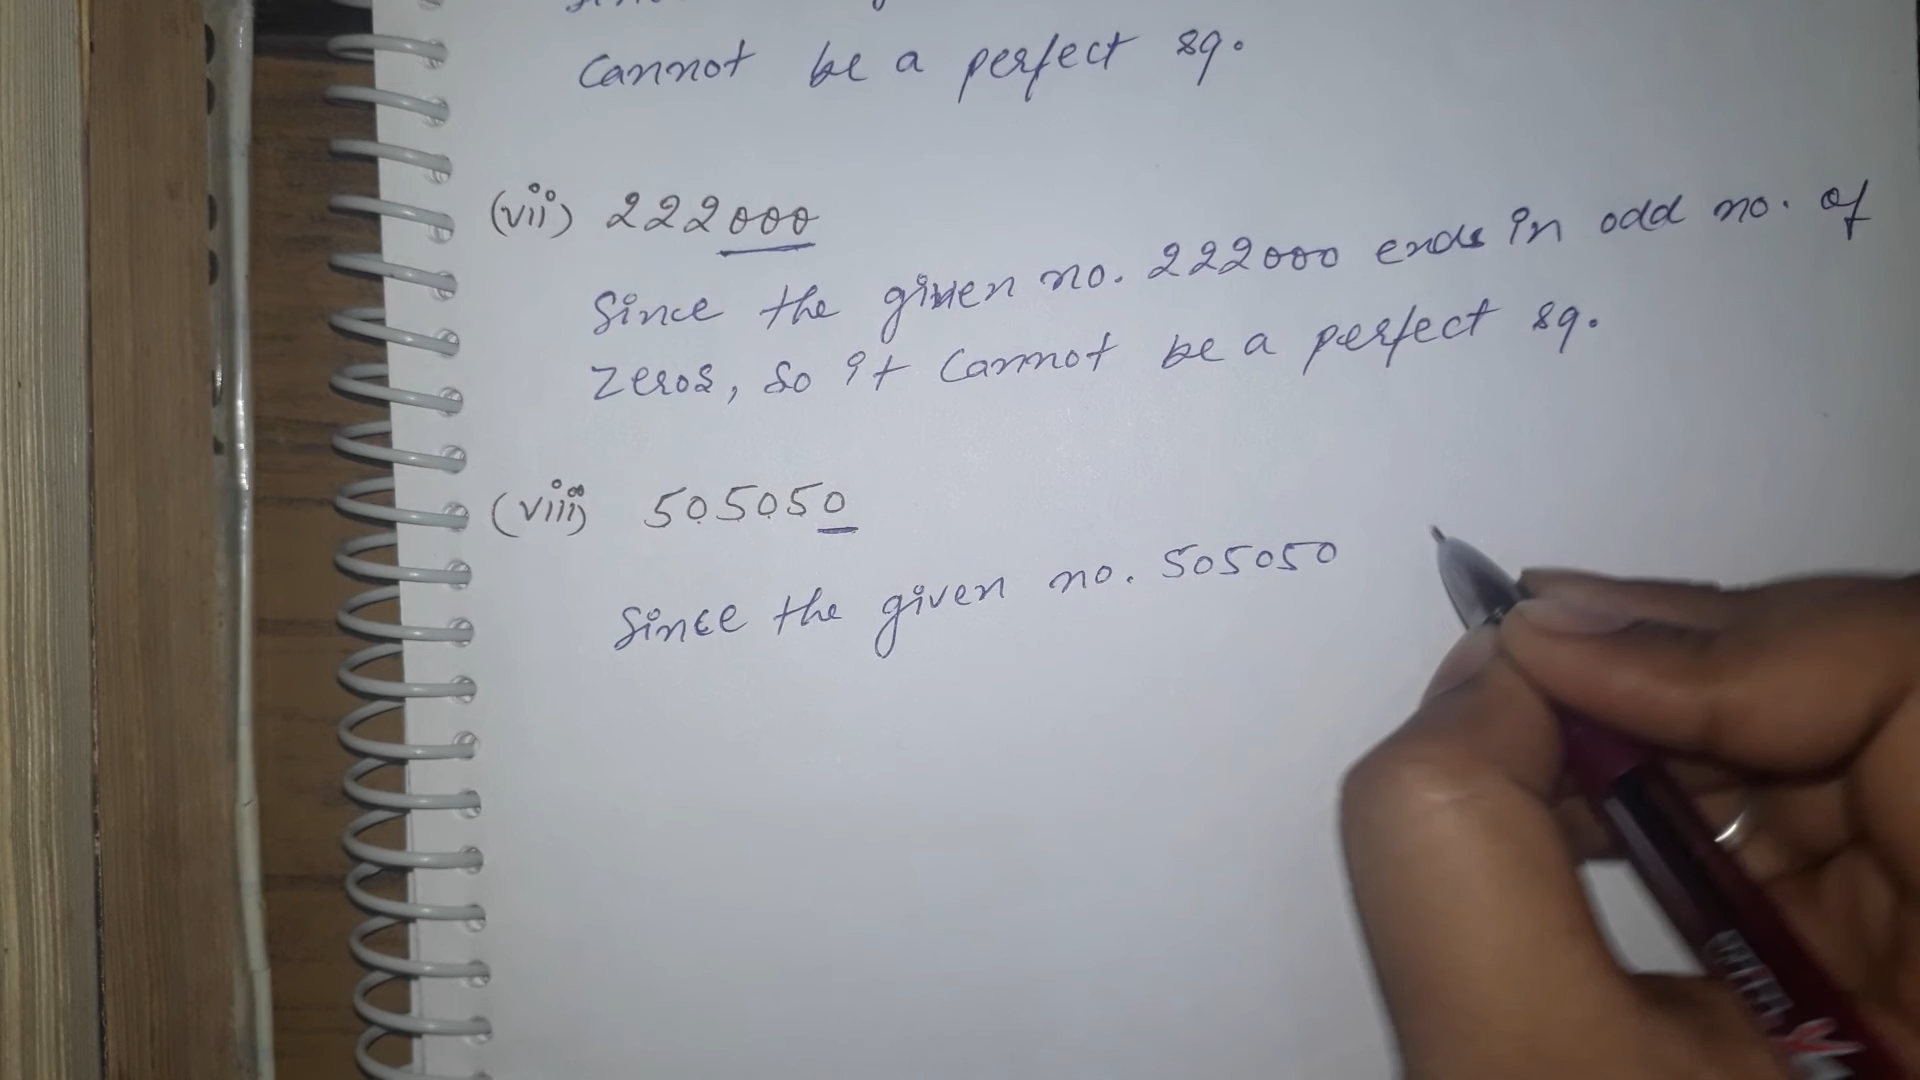 cannot be a perfect sq.
(vii) 222000
Since the given no. 222000 ends in odd no. of
zeros, so it cannot be a perfect sq.
(viii) 505050
Since the given no. 505050